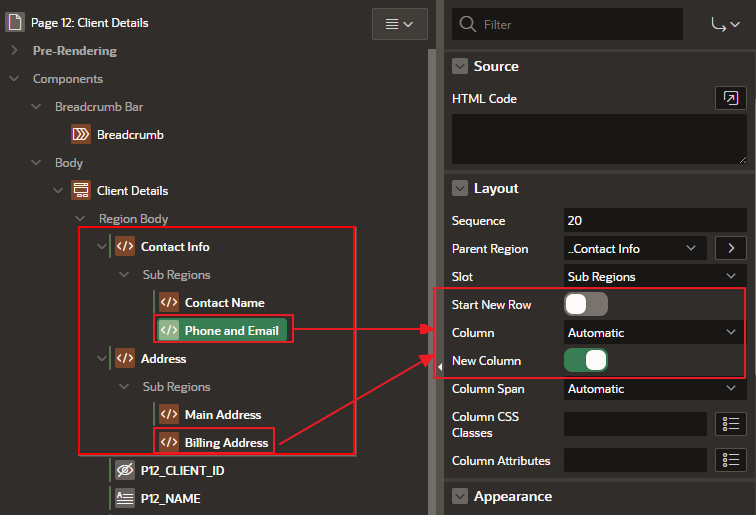 Page 12: Client Details
Pre-Rendering
Components
Breadcrumb Bar
Breadcrumb
Body
Client Details
Region Body
Contact Info
Sub Regions
Contact Name
Phone and Email
Address
Sub Regions
Main Address
Billing Address
P12_CLIENT_ID
P12_NAME
Filter
Source
HTML Code
Layout
Sequence 20
Parent Region ..Contact Info
Slot Sub Regions
Start New Row
Column Automatic
New Column
Column Span Automatic
Column CSS
Classes
Column Attributes
Appearance